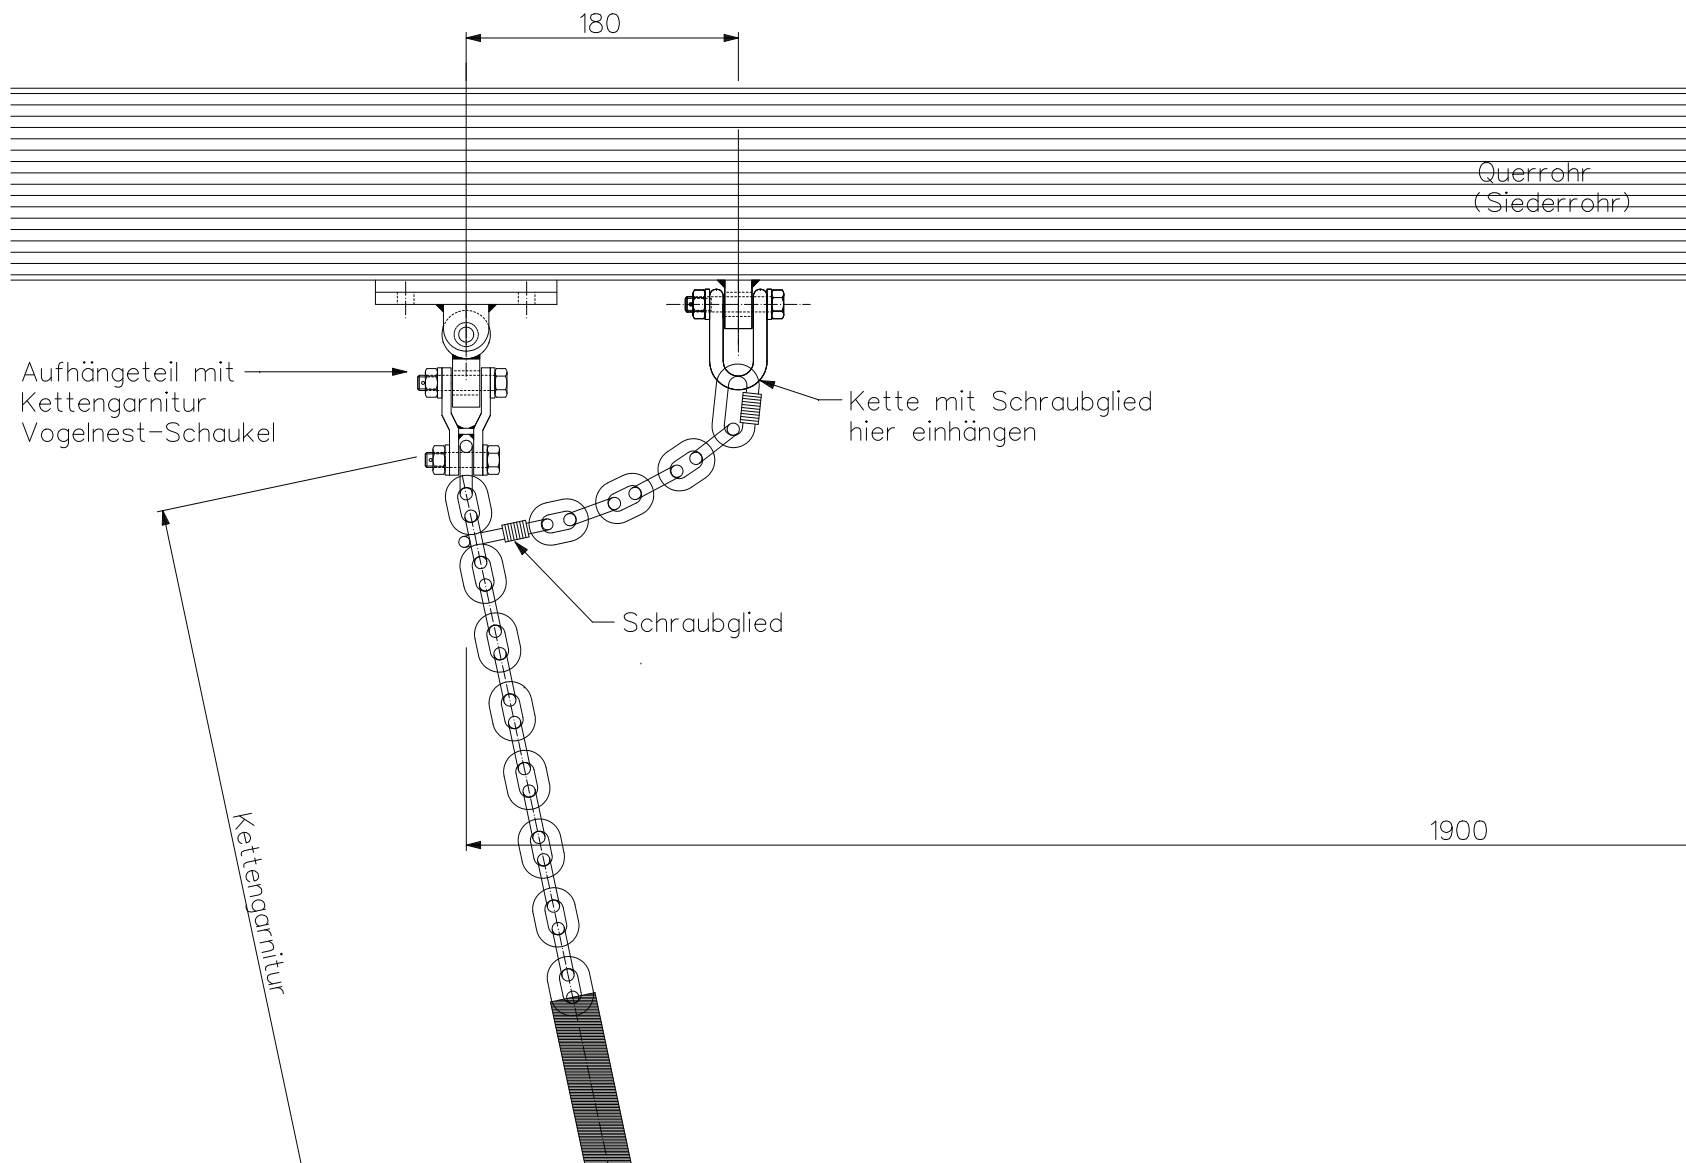 180
Querrohr
(Siederrohr)
Aufhängeteil mit
Kettengarnitur
Vogelnest-Schaukel
Kette mit Schraubglied
hier einhängen
Schraubglied
1900
Kettengarnitur